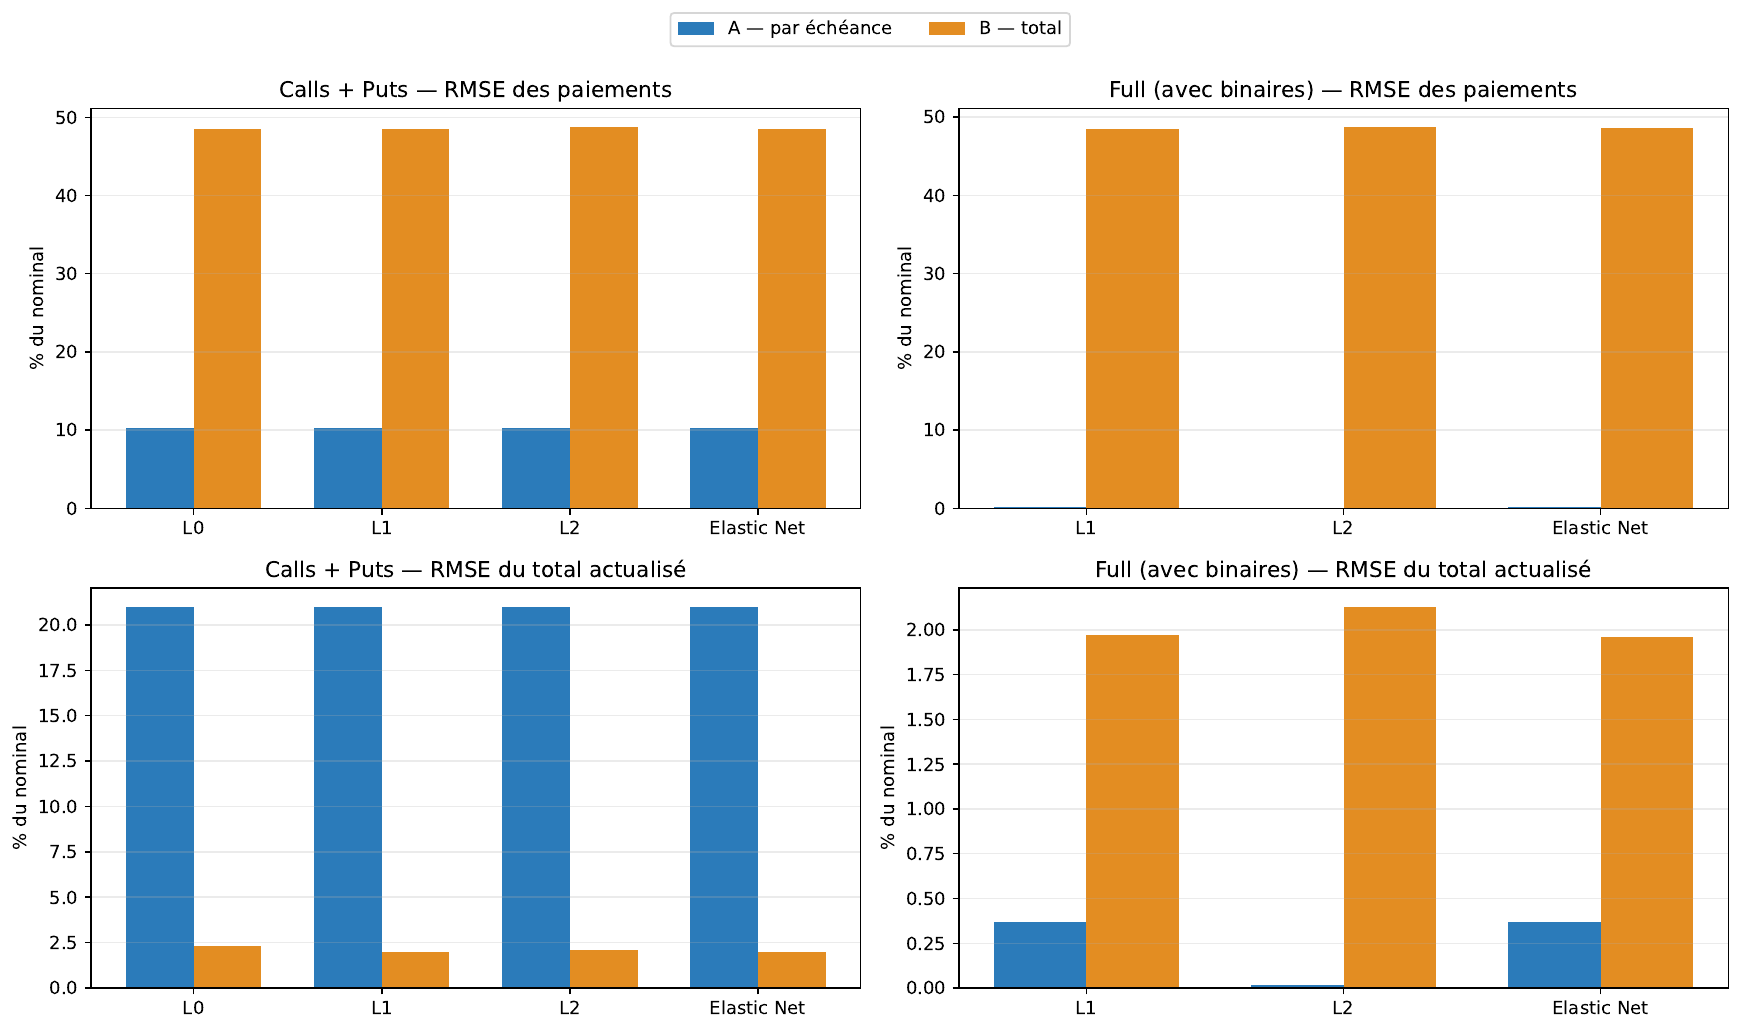 A — par échéance
B — total
Calls + Puts — RMSE des paiements
% du nominal
50
40
30
20
10
0
L0
L1
L2
Elastic Net
Full (avec binaires) — RMSE des paiements
% du nominal
50
40
30
20
10
0
L1
L2
Elastic Net
Calls + Puts — RMSE du total actualisé
% du nominal
20.0
17.5
15.0
12.5
10.0
7.5
5.0
2.5
0.0
L0
L1
L2
Elastic Net
Full (avec binaires) — RMSE du total actualisé
% du nominal
2.00
1.75
1.50
1.25
1.00
0.75
0.50
0.25
0.00
L1
L2
Elastic Net